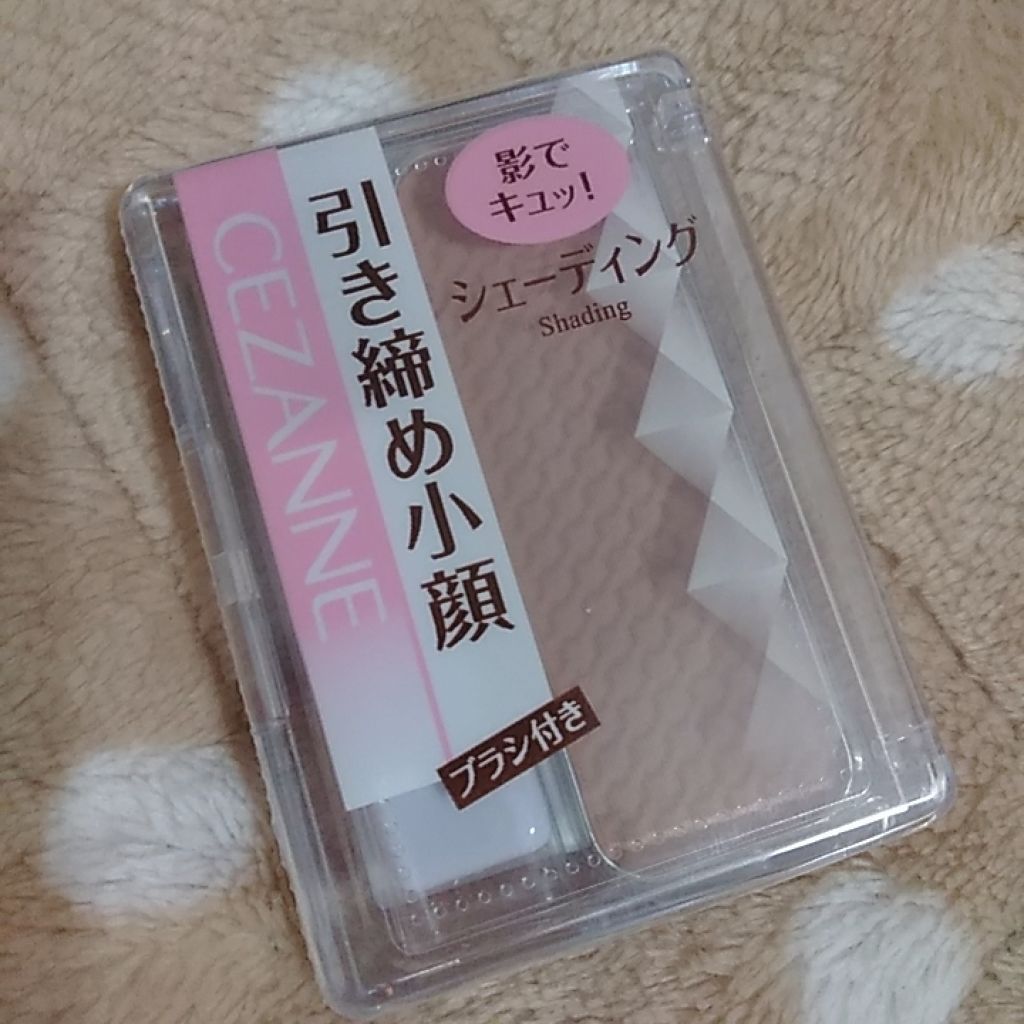 CEZANNE
引き締め小顔
影で
キュッ!
シェーディング
Shading
ブラシ付き